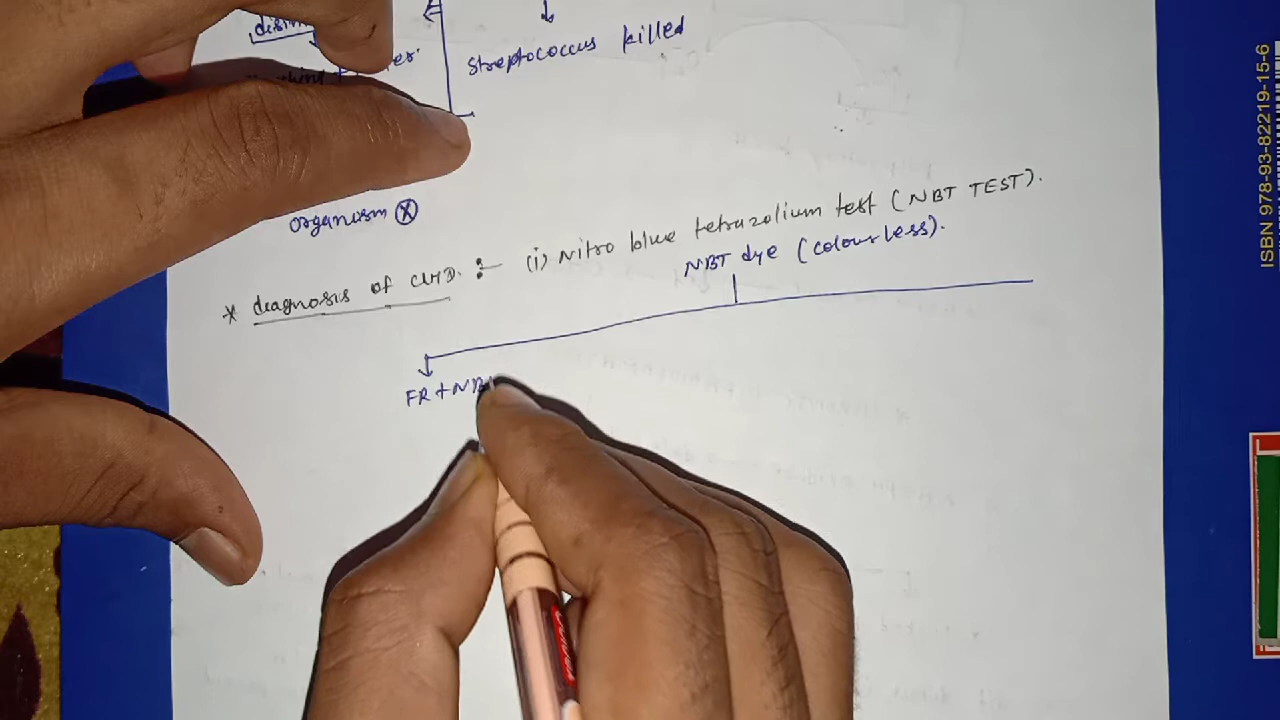 Streptococcus killed
organism ⓧ
* diagnosis of CGD. :- (i) Nitro blue tetrazolium test (NBT TEST).
NBT dye (colourless).
FR + NB
ISBN 978-93-82219-15-6